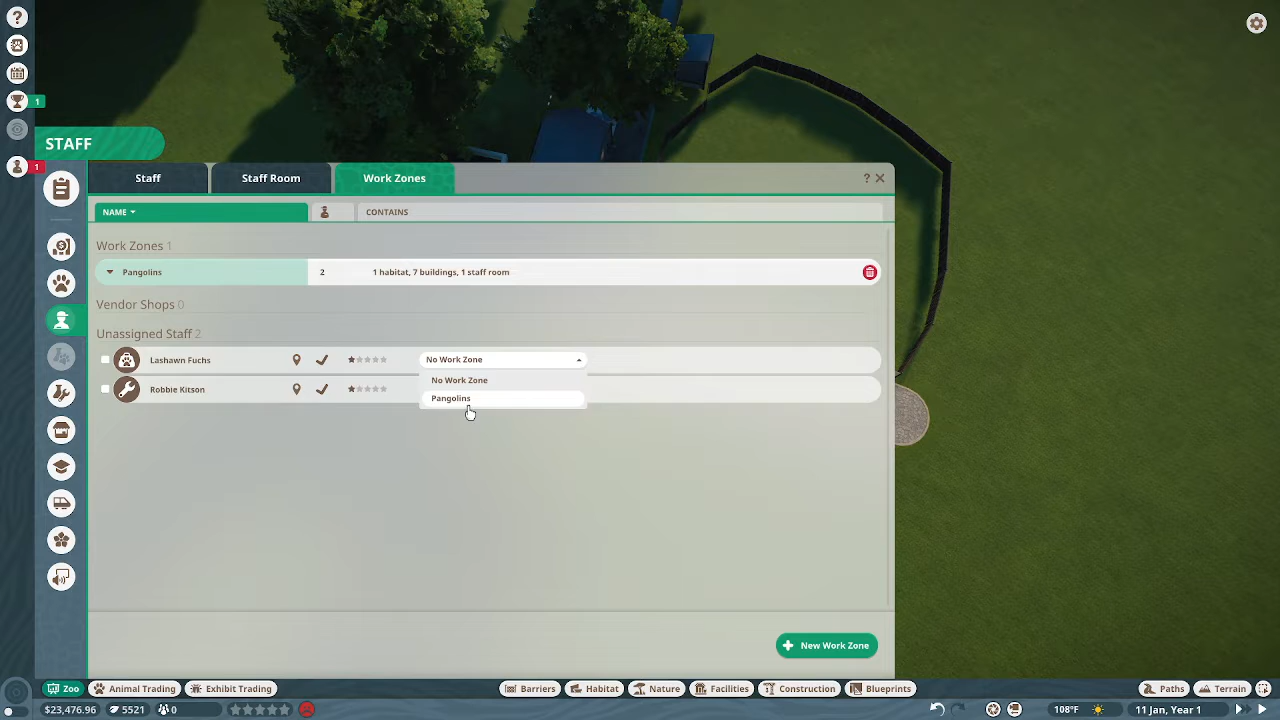 ?
1
STAFF
1
Staff
Staff Room
Work Zones
?
NAME
CONTAINS
Work Zones 1
Pangolins
2
1 habitat, 7 buildings, 1 staff room
Vendor Shops 0
Unassigned Staff 2
Lashawn Fuchs
No Work Zone
No Work Zone
Robbie Kitson
Pangolins
+ New Work Zone
Zoo
Animal Trading
Exhibit Trading
Barriers
Habitat
Nature
Facilities
Construction
Blueprints
Paths
Terrain
$23,476.96
5521
0
108°F
11 Jan, Year 1